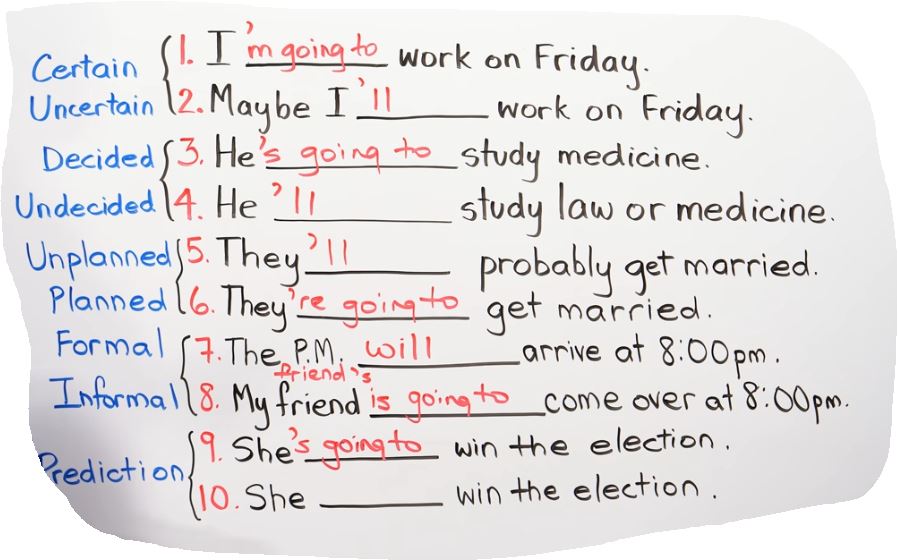 Certain 1. I'm going to work on Friday.
Uncertain 2. Maybe I'll ______ work on Friday.
Decided 3. He's going to study medicine.
Undecided 4. He'll ______ study law or medicine.
Unplanned 5. They'll ______ probably get married.
Planned 6. They're going to get married.
Formal 7. The P.M. will ______ arrive at 8:00pm.
friend's
Informal 8. My friend is going to come over at 8:00pm.
Prediction 9. She's going to win the election.
10. She ______ win the election.